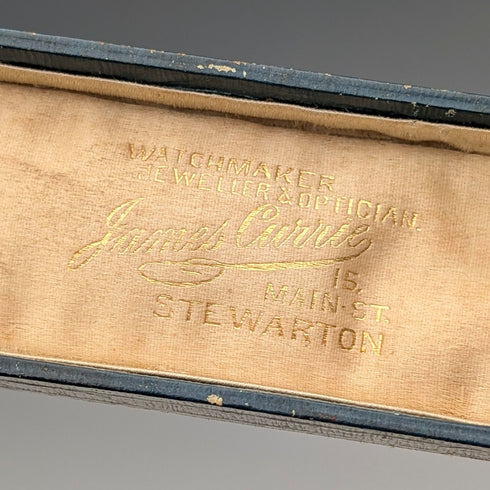 WATCHMAKER
JEWELLER & OPTICIAN.
James Currie
15,
MAIN·ST.
STEWARTON.